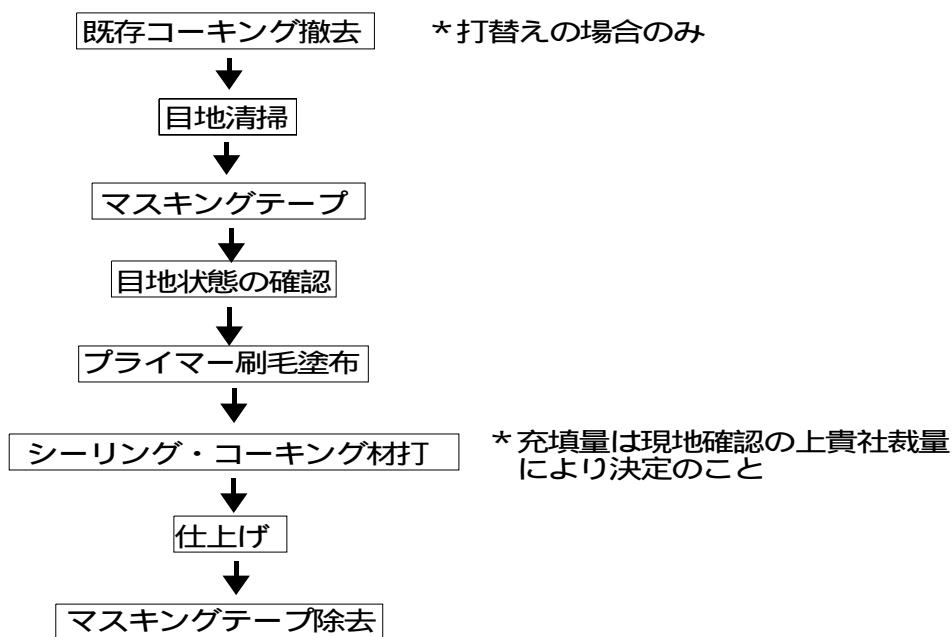 既存コーキング撤去 *打替えの場合のみ
目地清掃
マスキングテープ
目地状態の確認
プライマー刷毛塗布
シーリング・コーキング材打 *充填量は現地確認の上貴社裁量
により決定のこと
仕上げ
マスキングテープ除去